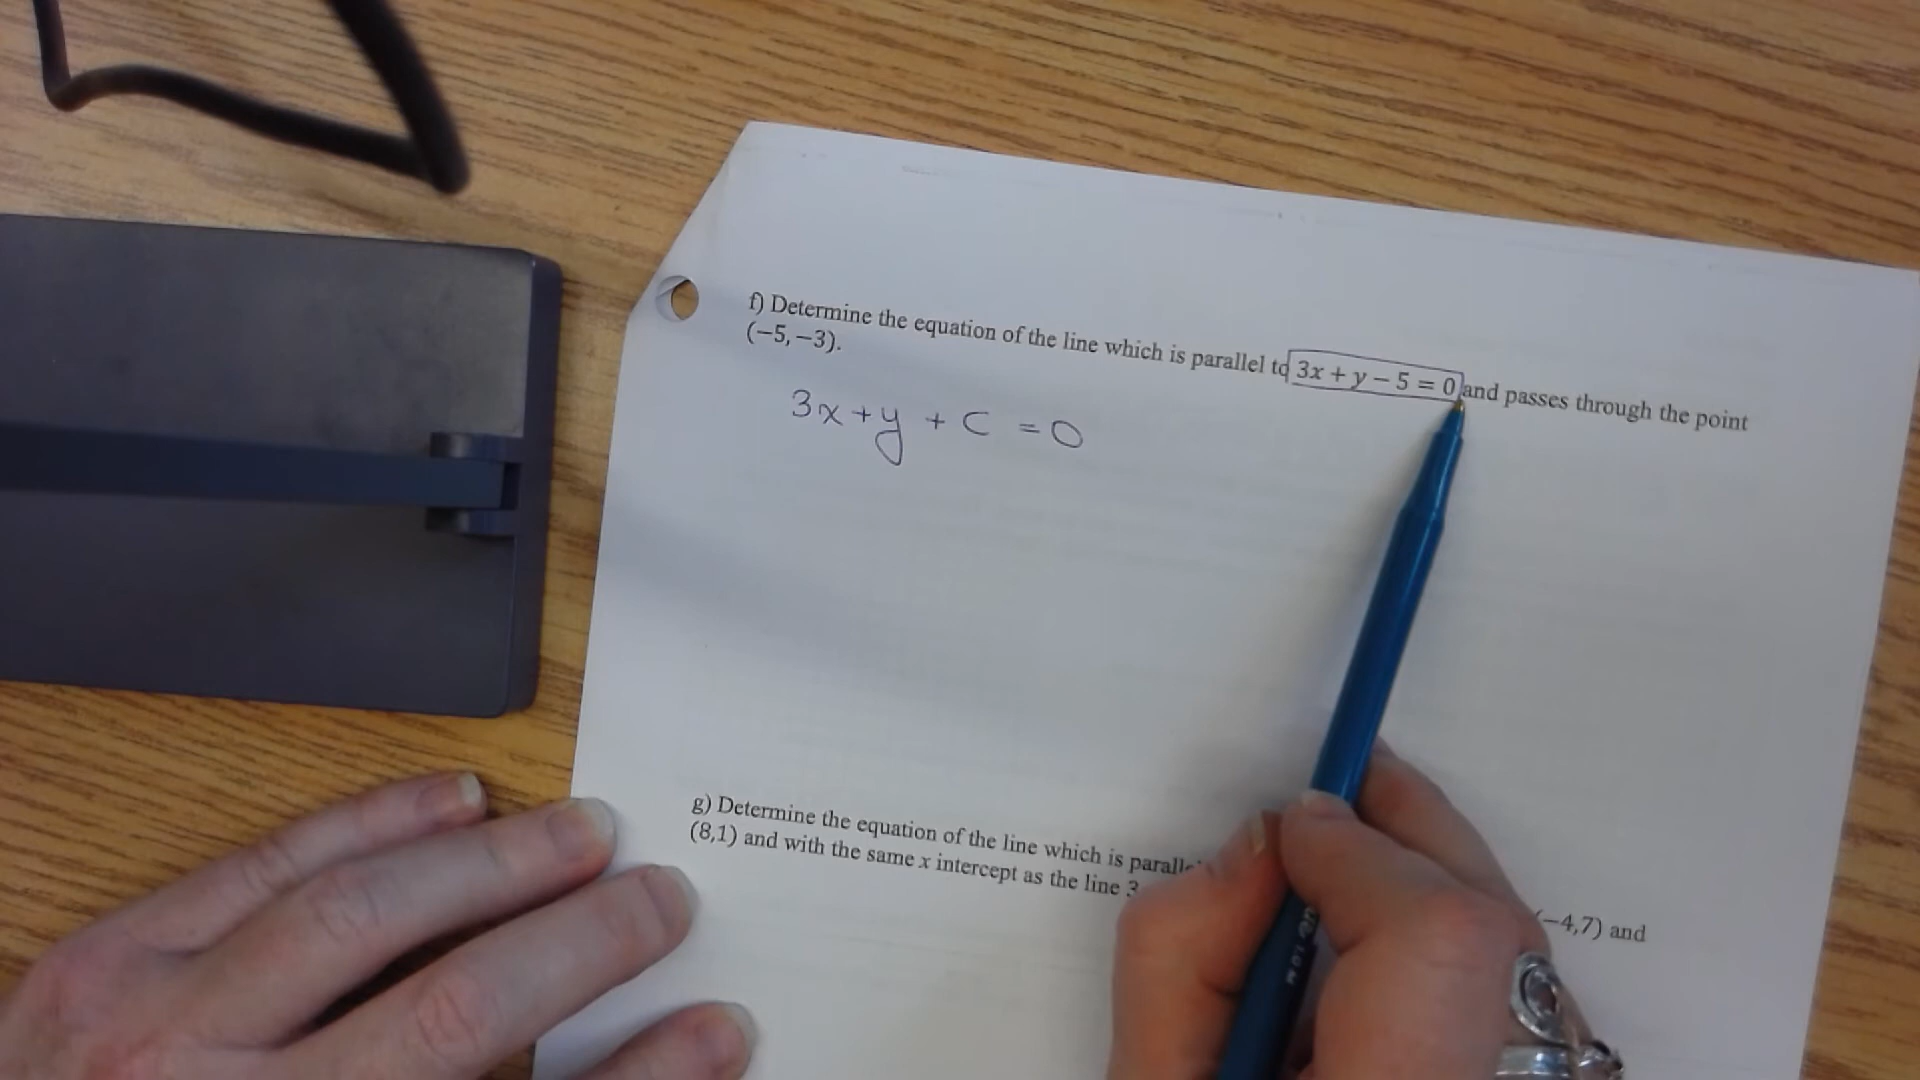 f) Determine the equation of the line which is parallel to 3x + y − 5 = 0 and passes through the point
(−5, −3).
3x + y + C = 0
g) Determine the equation of the line which is
(−4,7) and
(8,1) and with the same x intercept as the line 3